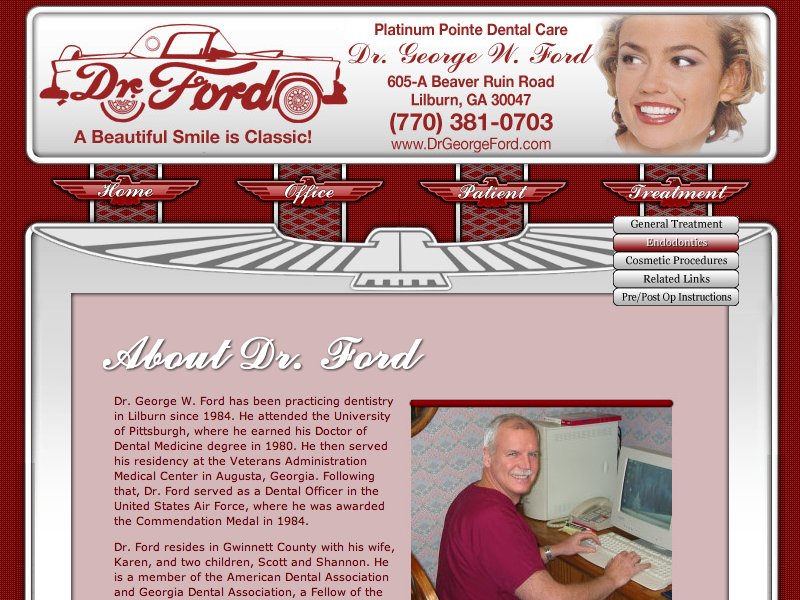 Dr. Ford
A Beautiful Smile is Classic!
Platinum Pointe Dental Care
Dr. George W. Ford
605-A Beaver Ruin Road
Lilburn, GA 30047
(770) 381-0703
www.DrGeorgeFord.com
Home Office Patient Treatment
General Treatment
Endodontics
Cosmetic Procedures
Related Links
Pre/Post Op Instructions
About Dr. Ford
Dr. George W. Ford has been practicing dentistry
in Lilburn since 1984. He attended the University
of Pittsburgh, where he earned his Doctor of
Dental Medicine degree in 1980. He then served
his residency at the Veterans Administration
Medical Center in Augusta, Georgia. Following
that, Dr. Ford served as a Dental Officer in the
United States Air Force, where he was awarded
the Commendation Medal in 1984.
Dr. Ford resides in Gwinnett County with his wife,
Karen, and two children, Scott and Shannon. He
is a member of the American Dental Association
and Georgia Dental Association, a Fellow of the